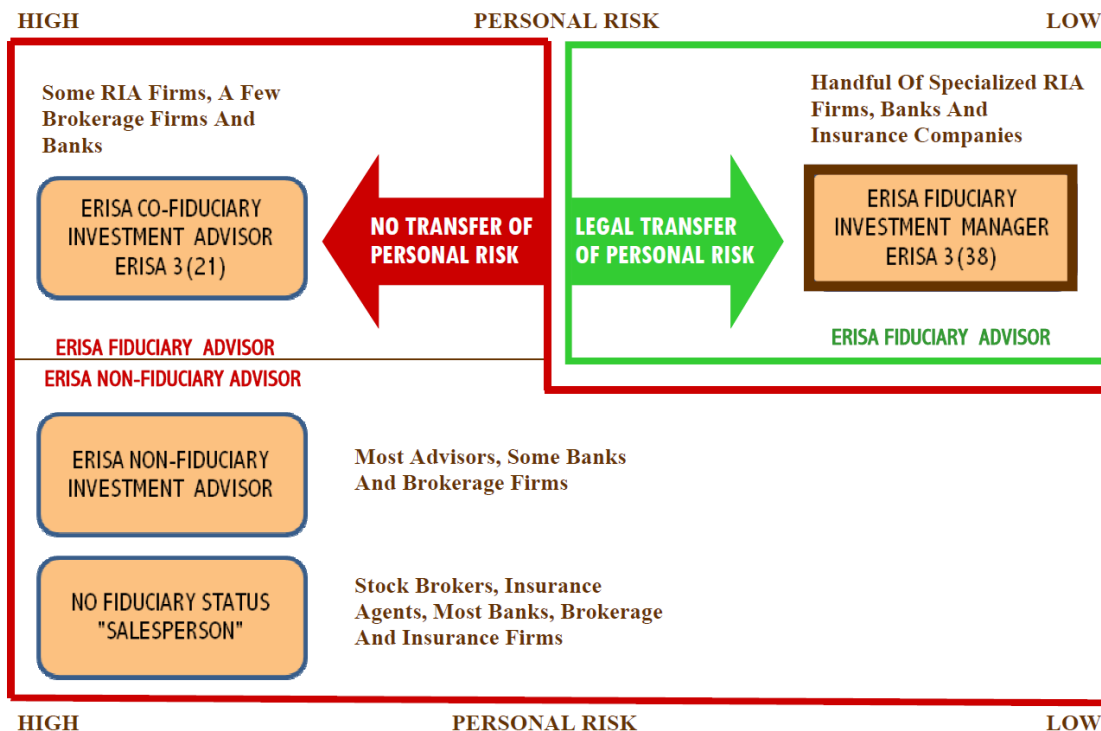 HIGH PERSONAL RISK LOW
Some RIA Firms, A Few
Brokerage Firms And
Banks
Handful Of Specialized RIA
Firms, Banks And
Insurance Companies
ERISA CO-FIDUCIARY
INVESTMENT ADVISOR
ERISA 3(21)
NO TRANSFER OF
PERSONAL RISK
LEGAL TRANSFER
OF PERSONAL RISK
ERISA FIDUCIARY
INVESTMENT MANAGER
ERISA 3(38)
ERISA FIDUCIARY ADVISOR
ERISA FIDUCIARY ADVISOR
ERISA NON-FIDUCIARY ADVISOR
ERISA NON-FIDUCIARY
INVESTMENT ADVISOR
Most Advisors, Some Banks
And Brokerage Firms
NO FIDUCIARY STATUS
"SALESPERSON"
Stock Brokers, Insurance
Agents, Most Banks, Brokerage
And Insurance Firms
HIGH PERSONAL RISK LOW